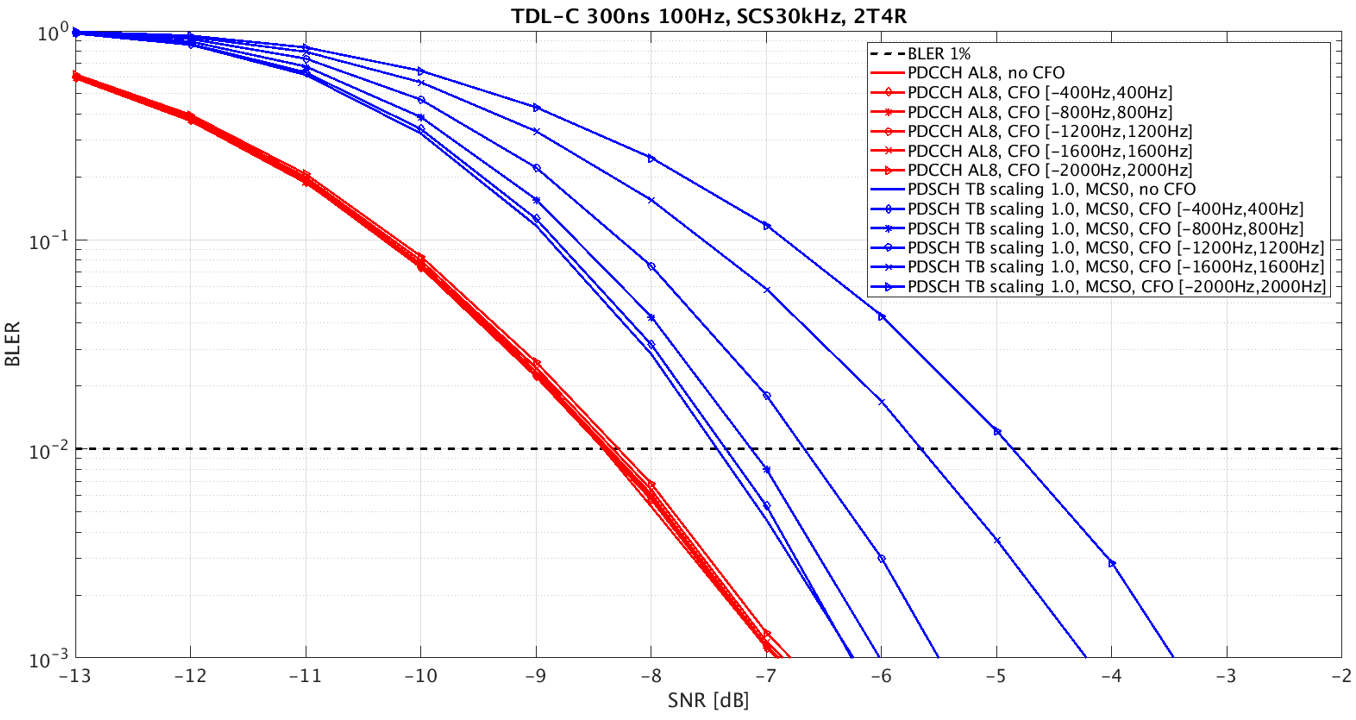 TDL-C 300ns 100Hz, SCS30kHz, 2T4R
BLER 1%
PDCCH AL8, no CFO
PDCCH AL8, CFO [-400Hz,400Hz]
PDCCH AL8, CFO [-800Hz,800Hz]
PDCCH AL8, CFO [-1200Hz,1200Hz]
PDCCH AL8, CFO [-1600Hz,1600Hz]
PDCCH AL8, CFO [-2000Hz,2000Hz]
PDSCH TB scaling 1.0, MCS0, no CFO
PDSCH TB scaling 1.0, MCS0, CFO [-400Hz,400Hz]
PDSCH TB scaling 1.0, MCS0, CFO [-800Hz,800Hz]
PDSCH TB scaling 1.0, MCS0, CFO [-1200Hz,1200Hz]
PDSCH TB scaling 1.0, MCS0, CFO [-1600Hz,1600Hz]
PDSCH TB scaling 1.0, MCSO, CFO [-2000Hz,2000Hz]
10^0
10^-1
10^-2
10^-3
BLER
-13 -12 -11 -10 -9 -8 -7 -6 -5 -4 -3 -2
SNR [dB]